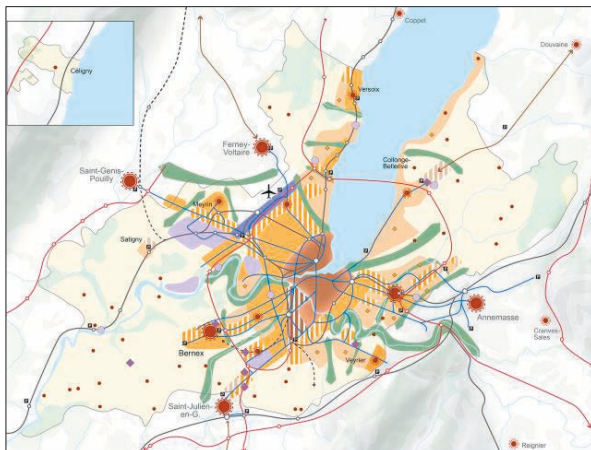 Coppet
Douvaine
Céligny
Versoix
Ferney-
Voltaire
Collonge-
Bellerive
Saint-Genis-
Pouilly
Meyrin
Satigny
Annemasse
Cranves-
Sales
Bernex
Veyrier
Saint-Julien-
en-G.
Reignier